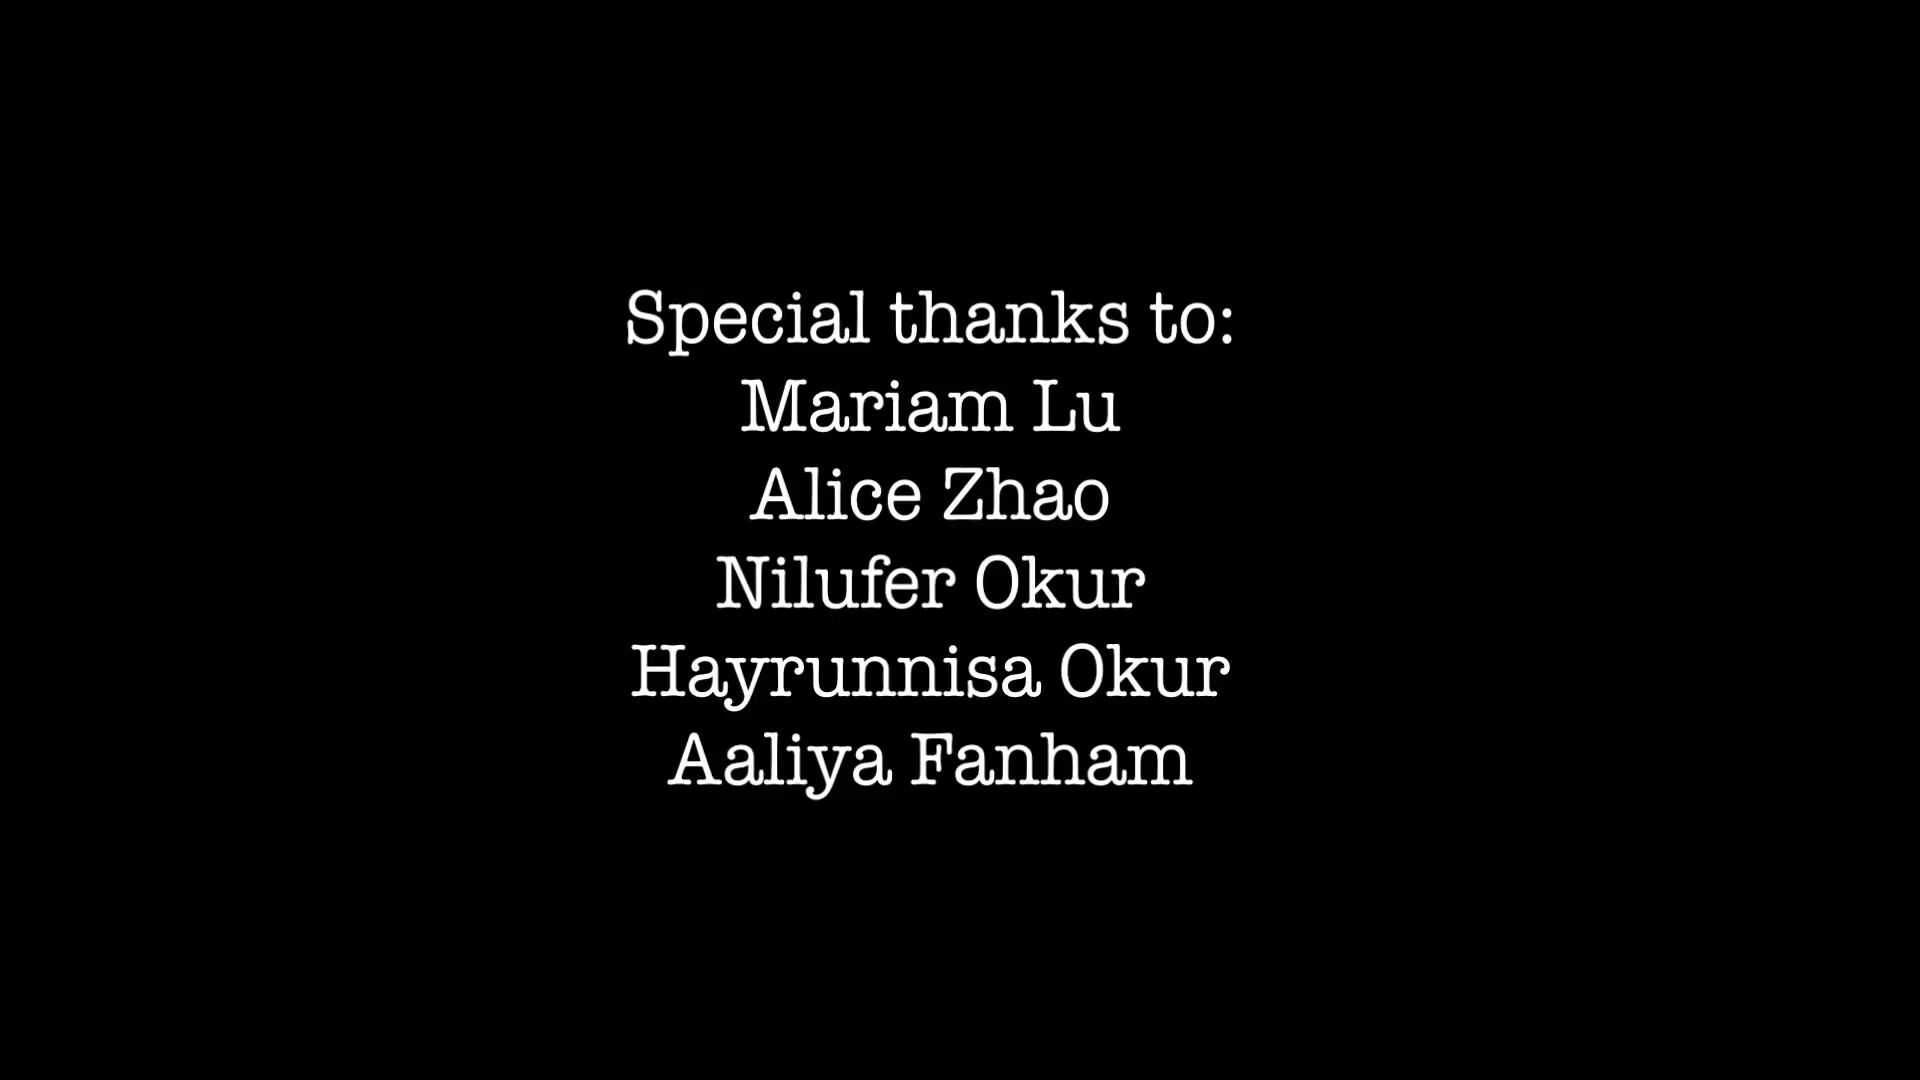 Special thanks to:
Mariam Lu
Alice Zhao
Nilufer Okur
Hayrunnisa Okur
Aaliya Fanham